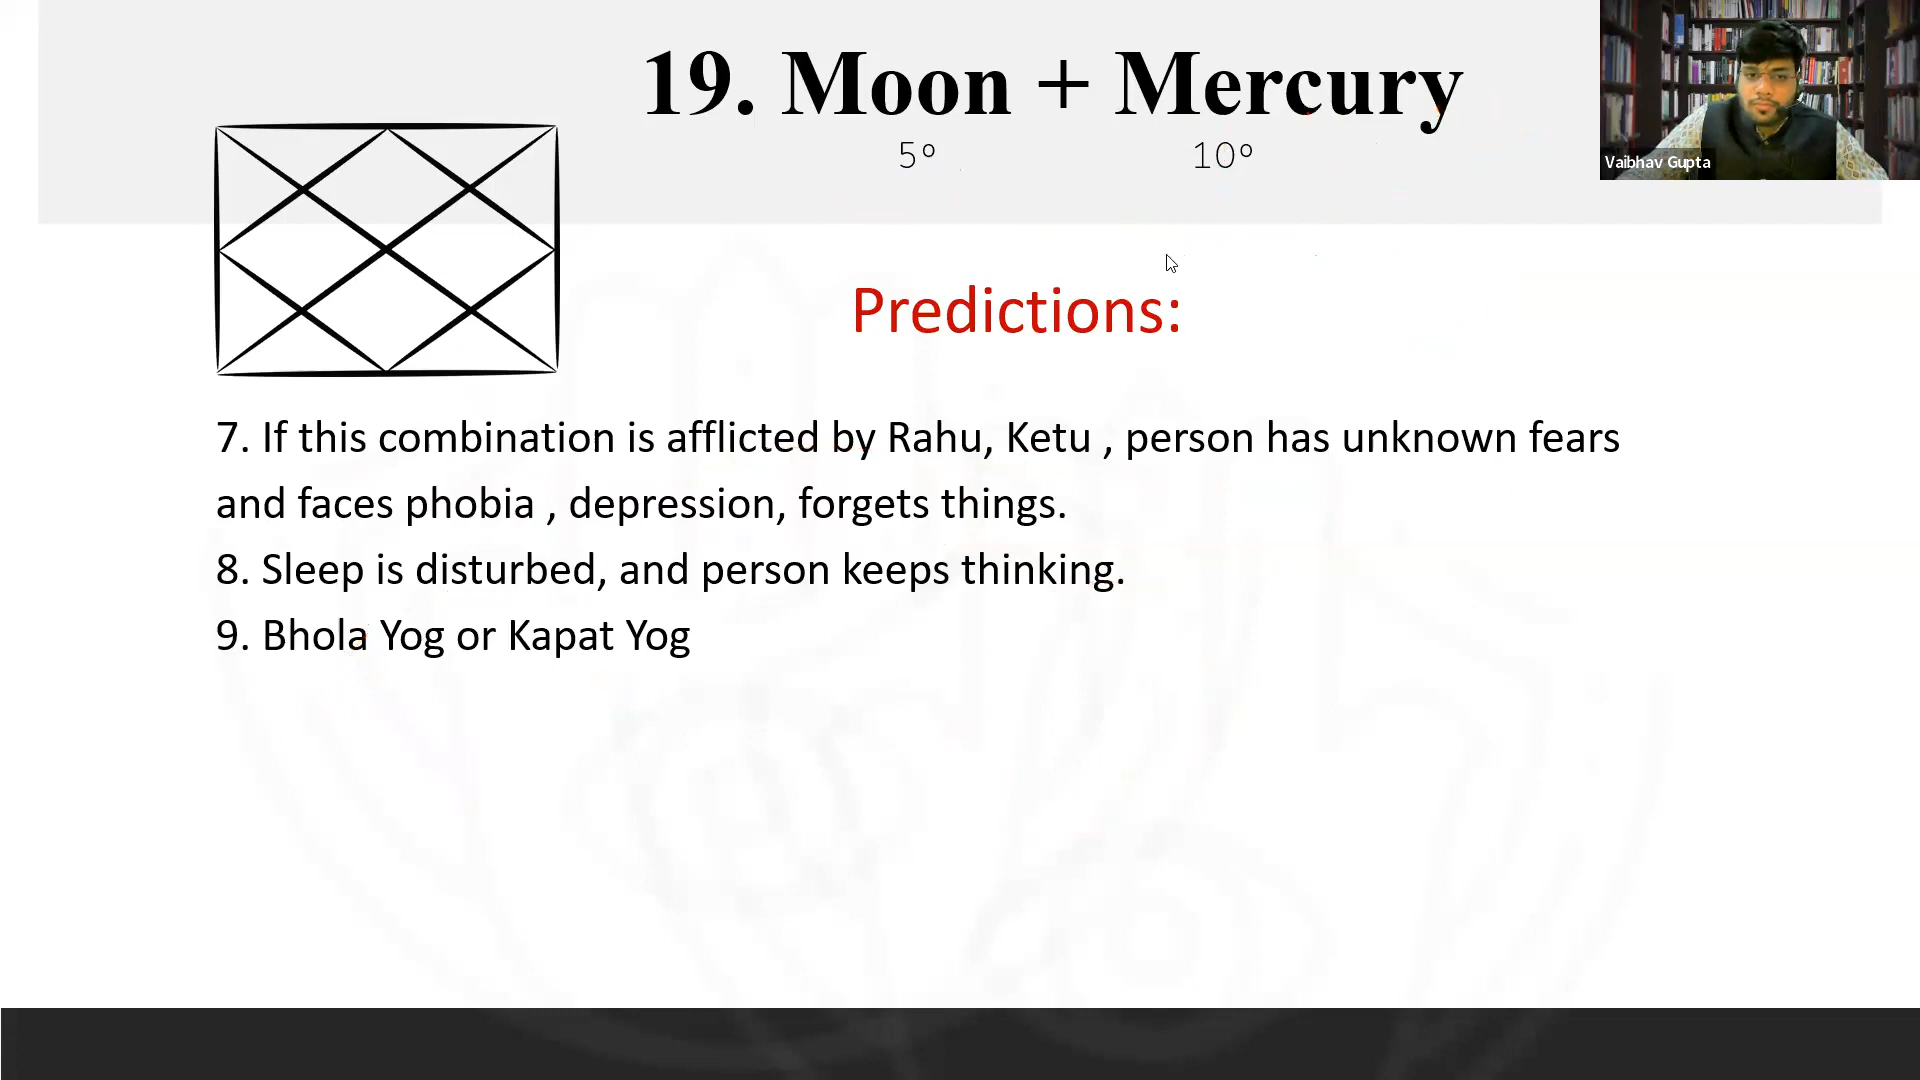 19. Moon + Mercury
5º
10º
Vaibhav Gupta
Predictions:
7. If this combination is afflicted by Rahu, Ketu , person has unknown fears
and faces phobia , depression, forgets things.
8. Sleep is disturbed, and person keeps thinking.
9. Bhola Yog or Kapat Yog